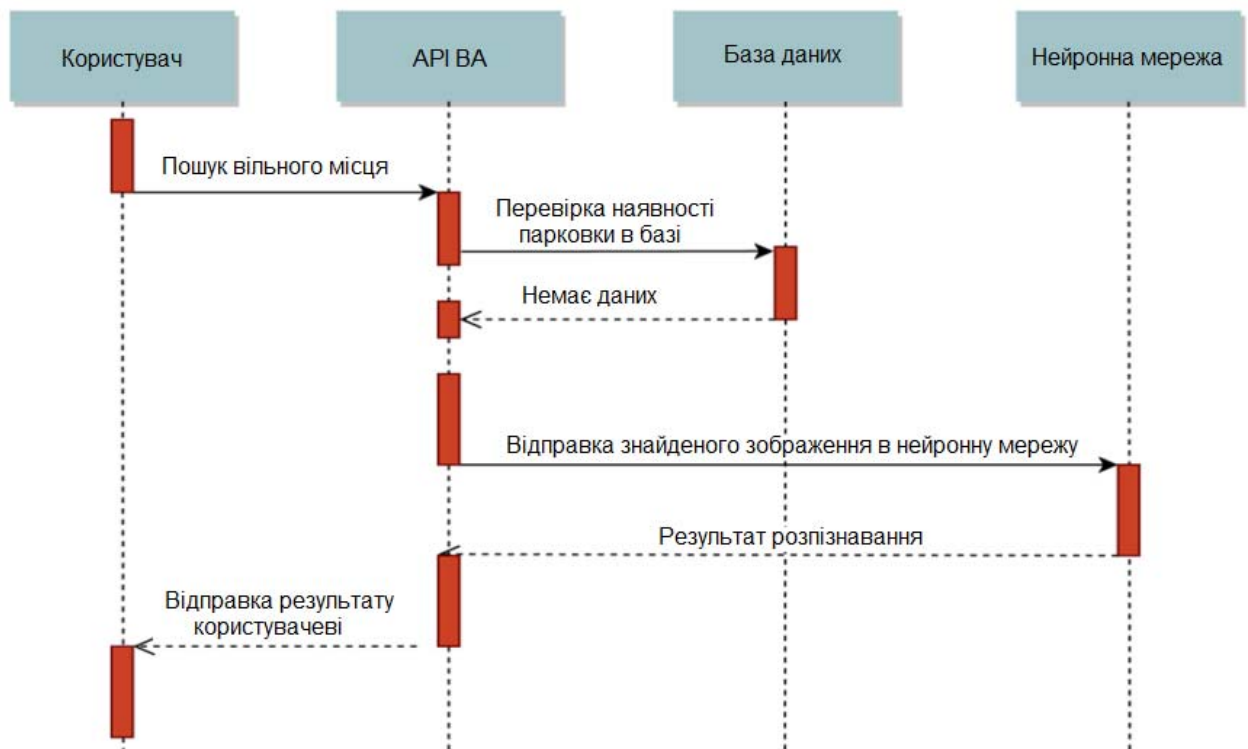 Користувач
API BA
База даних
Нейронна мережа
Пошук вільного місця
Перевірка наявності
парковки в базі
Немає даних
Відправка знайденого зображення в нейронну мережу
Результат розпізнавання
Відправка результату
користувачеві